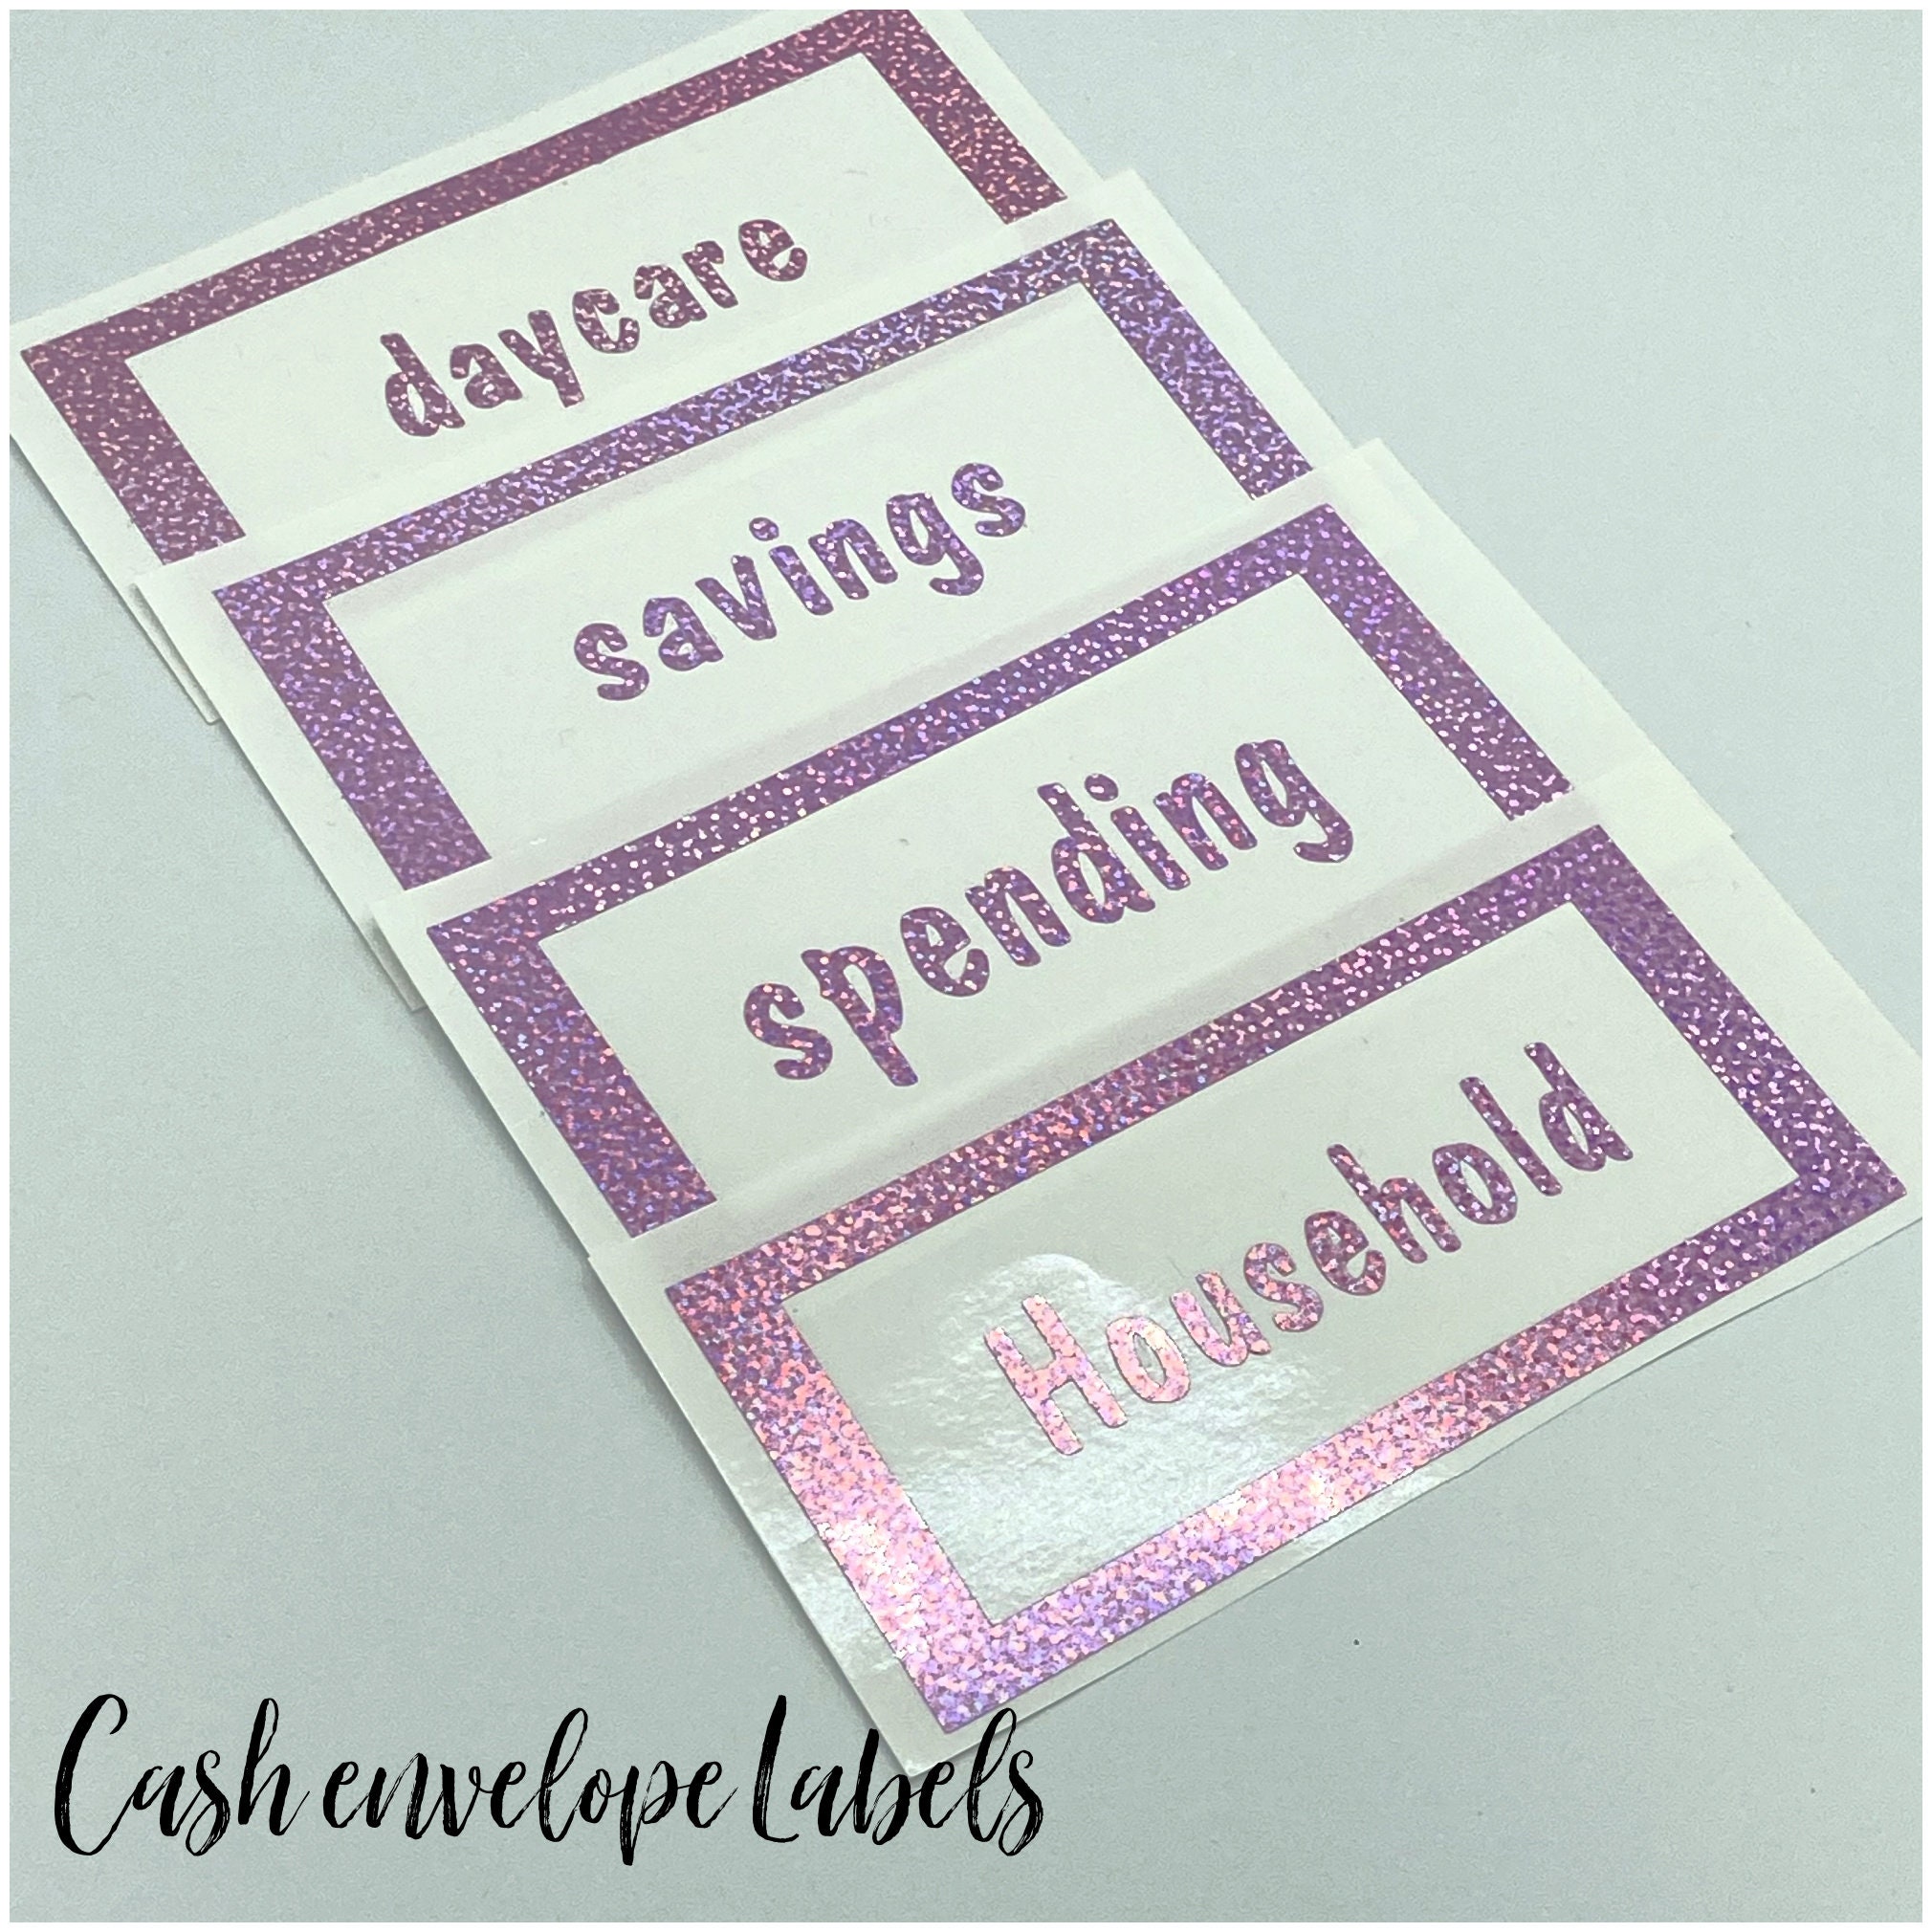 daycare
savings
spending
Household
Cash envelope Labels